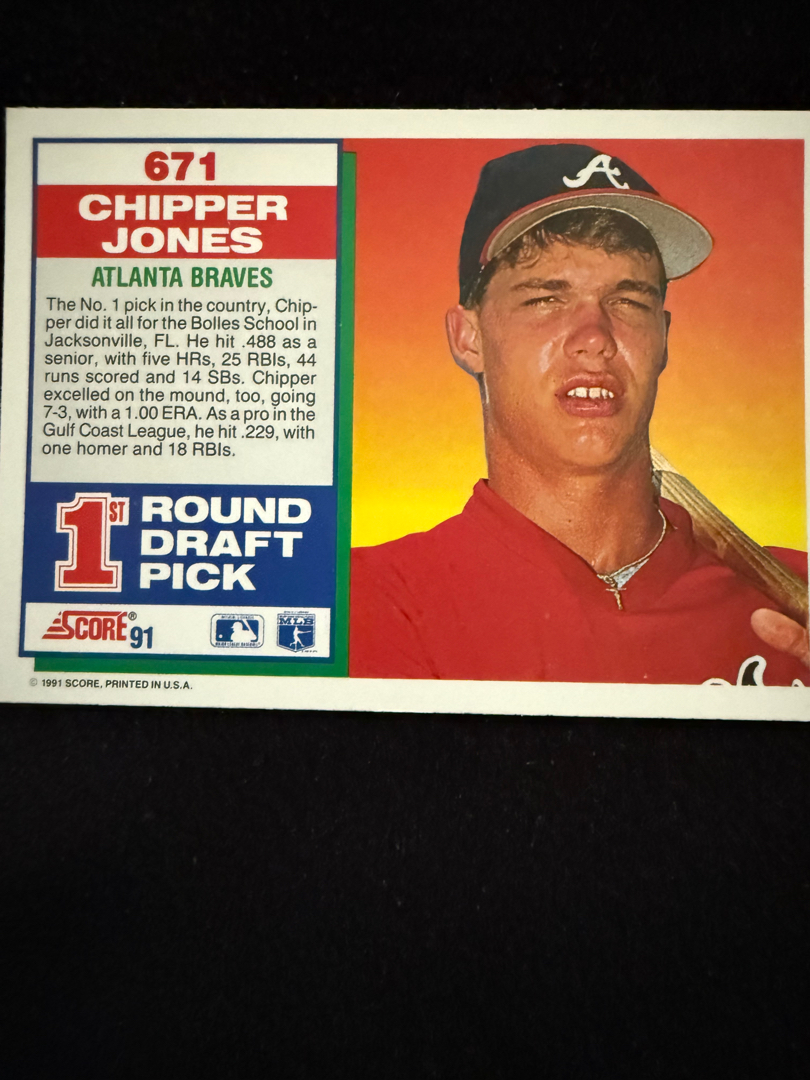 671
CHIPPER
JONES
ATLANTA BRAVES
The No. 1 pick in the country, Chip-
per did it all for the Bolles School in
Jacksonville, FL. He hit .488 as a
senior, with five HRs, 25 RBIs, 44
runs scored and 14 SBs. Chipper
excelled on the mound, too, going
7-3, with a 1.00 ERA. As a pro in the
Gulf Coast League, he hit .229, with
one homer and 18 RBIs.
1ST ROUND
DRAFT
PICK
SCORE® 91
MLB
© 1991 SCORE, PRINTED IN U.S.A.
A